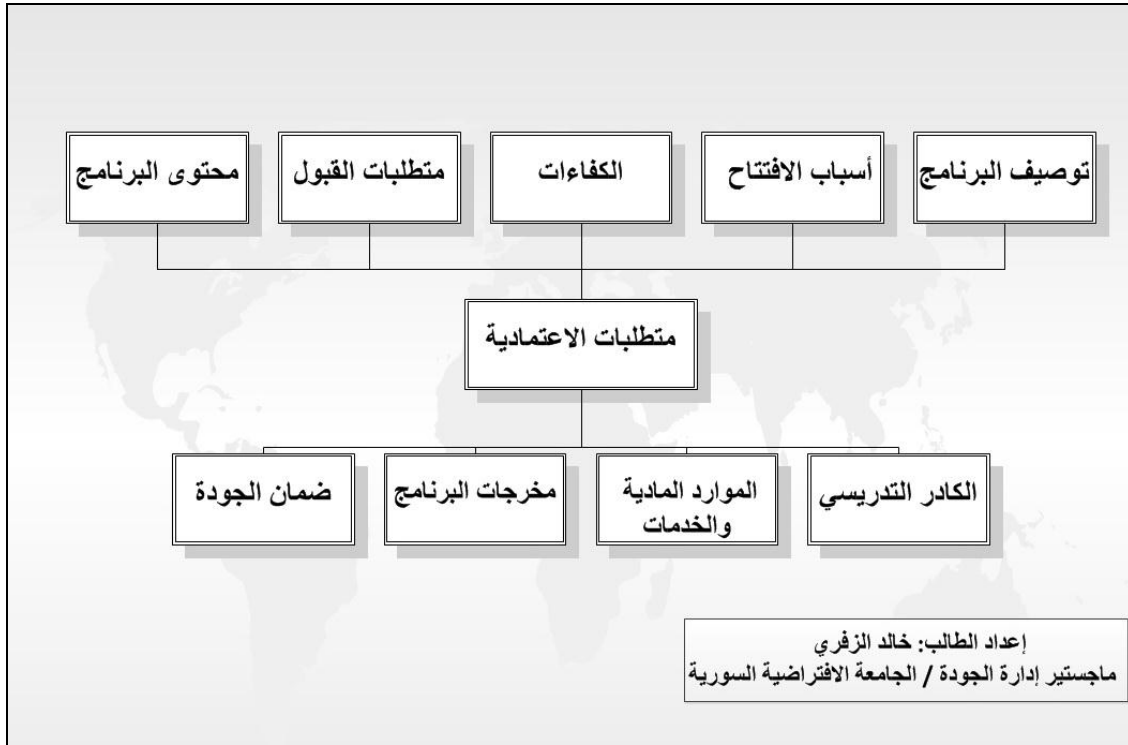 توصيف البرنامج
أسباب الافتتاح
الكفاءات
متطلبات القبول
محتوى البرنامج
متطلبات الاعتمادية
الكادر التدريسي
الموارد المادية
والخدمات
مخرجات البرنامج
ضمان الجودة
إعداد الطالب: خالد الزفري
ماجستير إدارة الجودة / الجامعة الافتراضية السورية